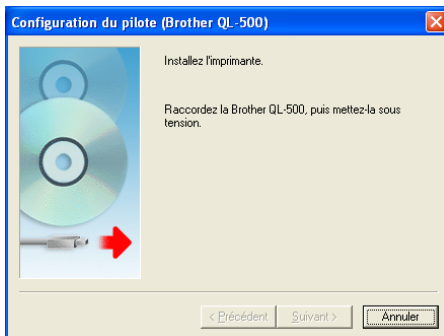 Configuration du pilote (Brother QL-500)
Installez l'imprimante.
Raccordez la Brother QL-500, puis mettez-la sous
tension.
< Précédent Suivant > Annuler